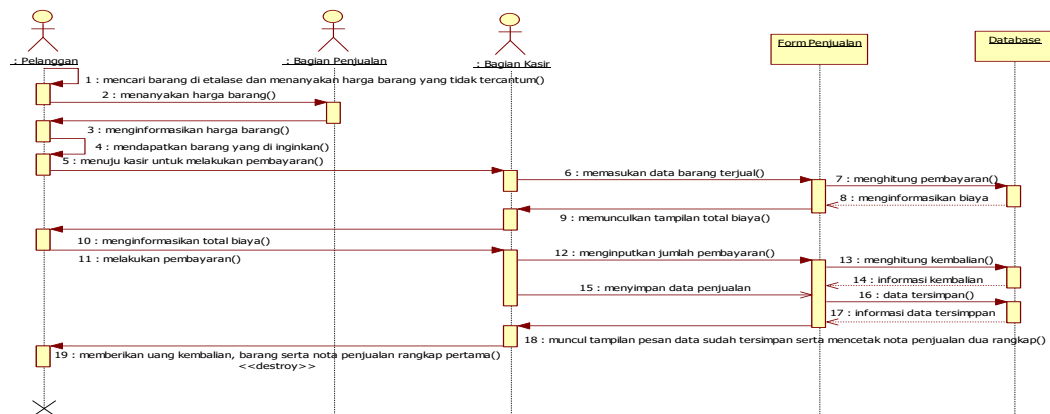 : Pelanggan
: Bagian Penjualan
: Bagian Kasir
Form Penjualan
Database
1 : mencari barang di etalase dan menanyakan harga barang yang tidak tercantum()
2 : menanyakan harga barang()
3 : menginformasikan harga barang()
4 : mendapatkan barang yang di inginkan()
5 : menuju kasir untuk melakukan pembayaran()
6 : memasukan data barang terjual()
7 : menghitung pembayaran()
8 : menginformasikan biaya
9 : memunculkan tampilan total biaya()
10 : menginformasikan total biaya()
11 : melakukan pembayaran()
12 : menginputkan jumlah pembayaran()
13 : menghitung kembalian()
14 : informasi kembalian
15 : menyimpan data penjualan
16 : data tersimpan()
17 : informasi data tersimppan
18 : muncul tampilan pesan data sudah tersimpan serta mencetak nota penjualan dua rangkap()
19 : memberikan uang kembalian, barang serta nota penjualan rangkap pertama()
<<destroy>>